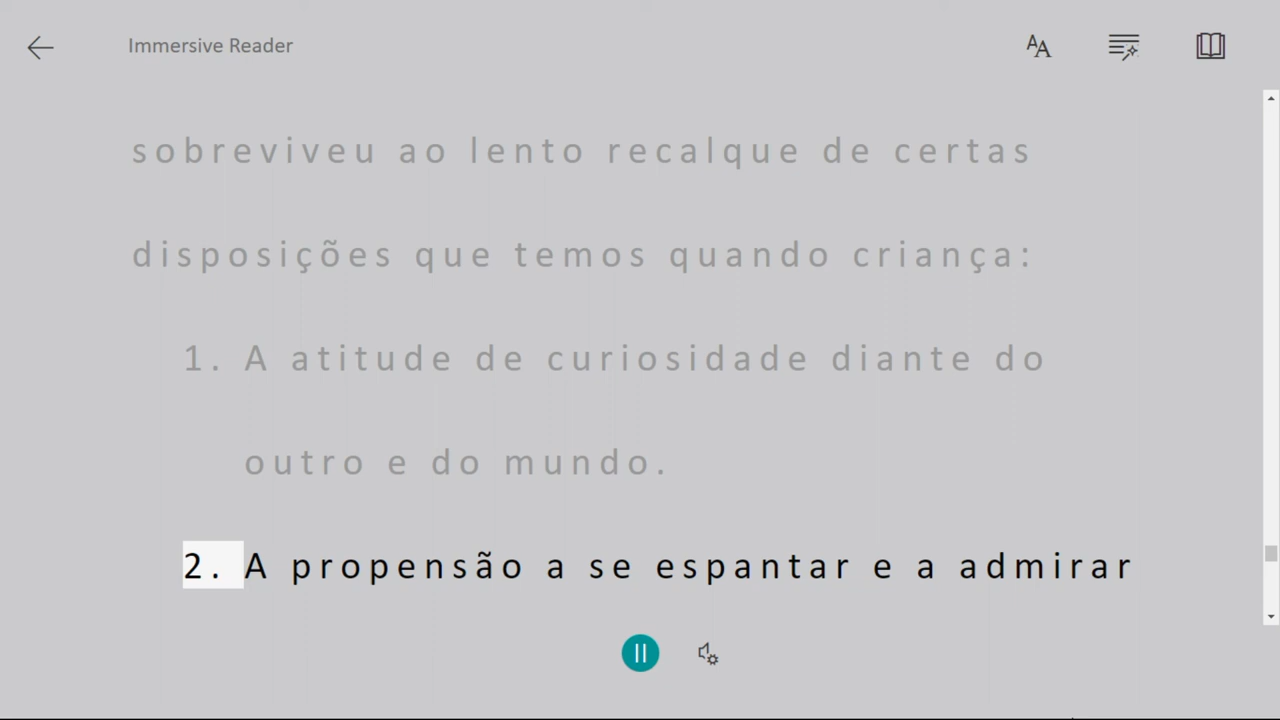 Immersive Reader
sobreviveu ao lento recalque de certas
disposições que temos quando criança:
1. A atitude de curiosidade diante do
outro e do mundo.
2. A propensão a se espantar e a admirar